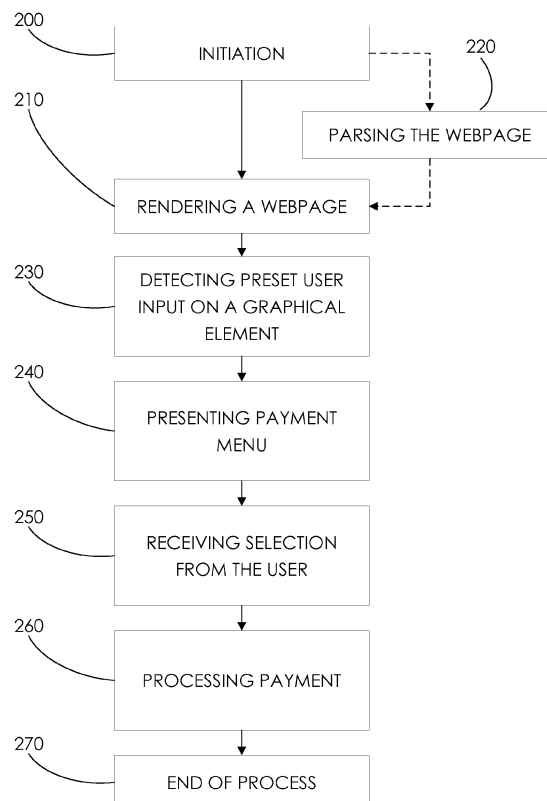 200
INITIATION
220
210
PARSING THE WEBPAGE
RENDERING A WEBPAGE
230
DETECTING PRESET USER
INPUT ON A GRAPHICAL
ELEMENT
240
PRESENTING PAYMENT
MENU
250
RECEIVING SELECTION
FROM THE USER
260
PROCESSING PAYMENT
270
END OF PROCESS